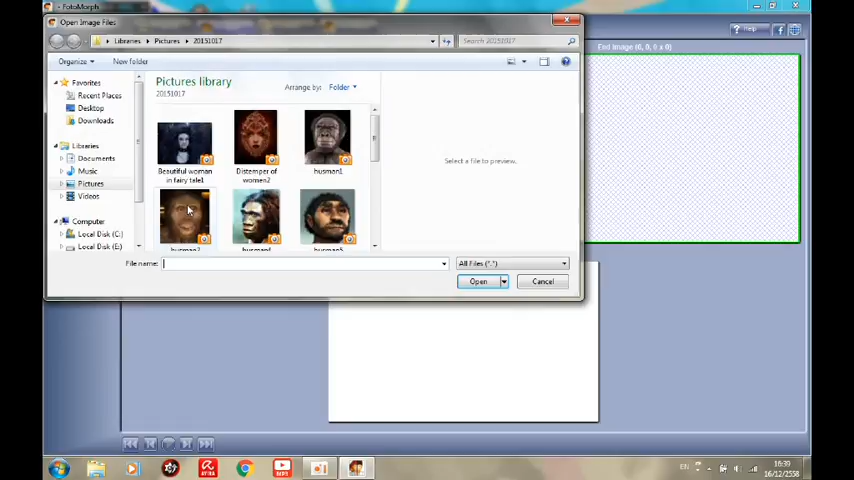 FotoMorph
Open Image Files
Libraries
Pictures
20151017
Search 20151017
Organize
New folder
Help
End Image (0, 0, 0 x 0)
Favorites
Recent Places
Desktop
Downloads
Libraries
Documents
Music
Pictures
Videos
Computer
Local Disk (C:)
Local Disk (E:)
Pictures library
20151017
Arrange by: Folder
Beautiful woman
in fairy tale1
Distemper of
women2
husman1
Select a file to preview.
File name:
All Files (*.*)
Open
Cancel
MP3
EN
16:39
16/12/2558